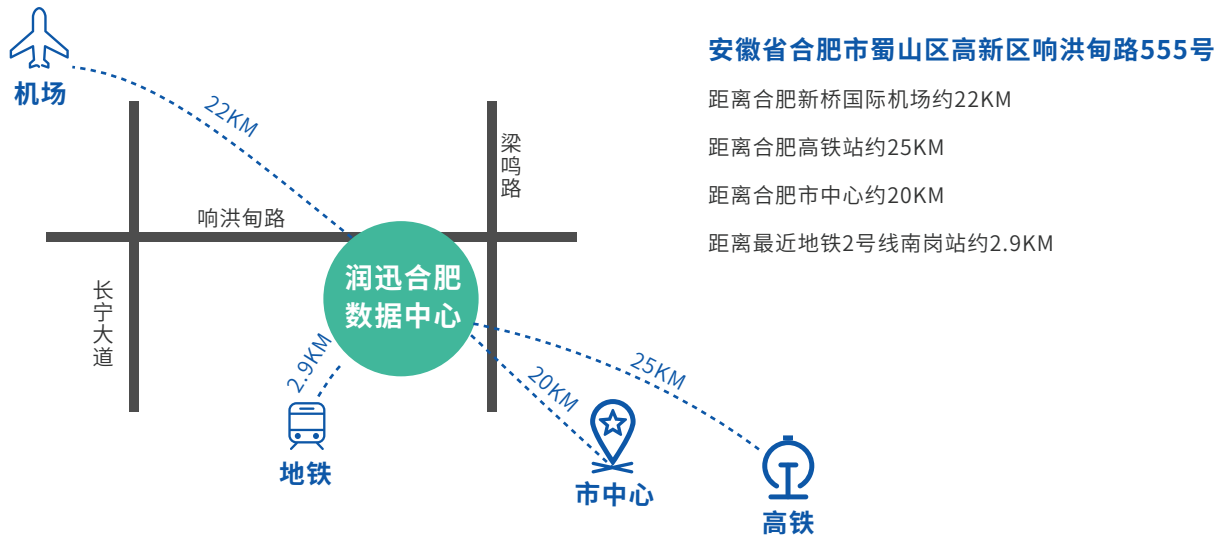 机场
22KM
梁鸣路
响洪甸路
长宁大道
润迅合肥
数据中心
2.9KM
地铁
20KM
市中心
25KM
高铁
安徽省合肥市蜀山区高新区响洪甸路555号
距离合肥新桥国际机场约22KM
距离合肥高铁站约25KM
距离合肥市中心约20KM
距离最近地铁2号线南岗站约2.9KM